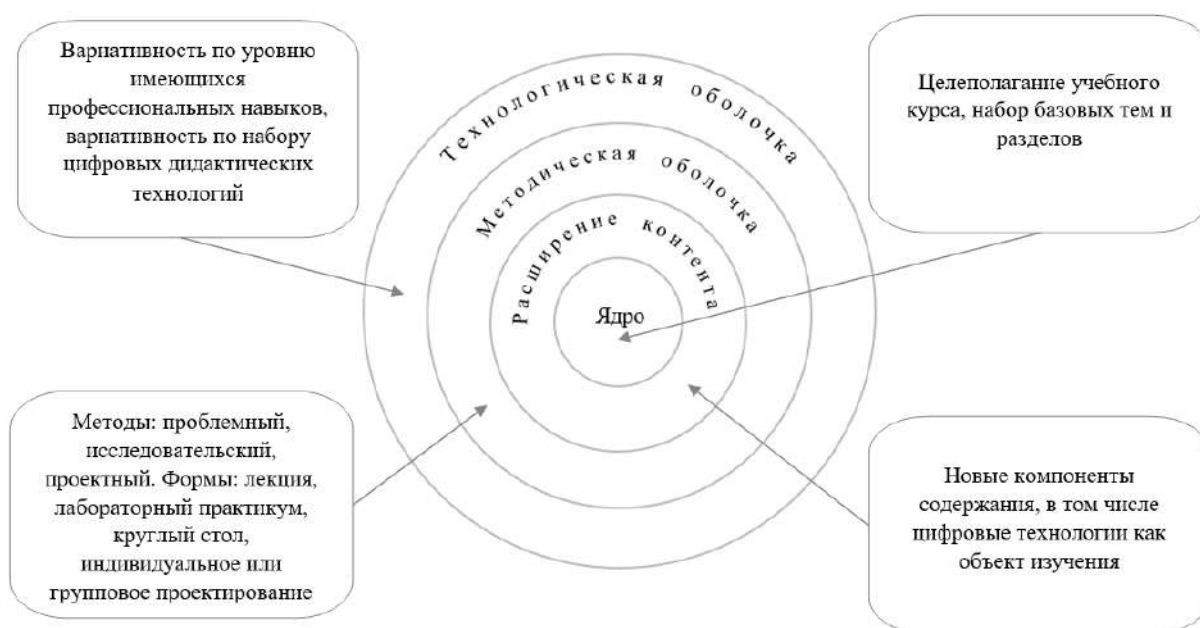 Вариативность по уровню
имеющихся
профессиональных навыков,
вариативность по набору
цифровых дидактических
технологий
Целеполагание учебного
курса, набор базовых тем и
разделов
Технологическая оболочка
Методическая оболочка
Расширение контента
Ядро
Методы: проблемный,
исследовательский,
проектный. Формы: лекция,
лабораторный практикум,
круглый стол,
индивидуальное или
групповое проектирование
Новые компоненты
содержания, в том числе
цифровые технологии как
объект изучения